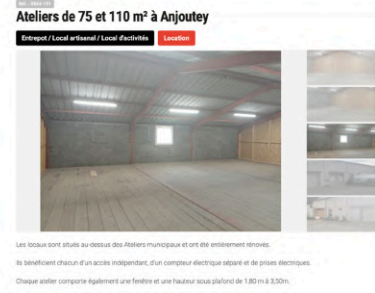 Ateliers de 75 et 110 m² à Anjoutey
Entrepot / Local artisanal / Local d'activités
Location
Les locaux sont situés au-dessus des Ateliers municipaux et ont été entièrement rénovés.
Ils bénéficient chacun d'un accès indépendant, d'un compteur électrique séparé et de prises électriques.
Chaque atelier comporte également une fenêtre et une hauteur sous plafond de 1,80 m à 3,50m.